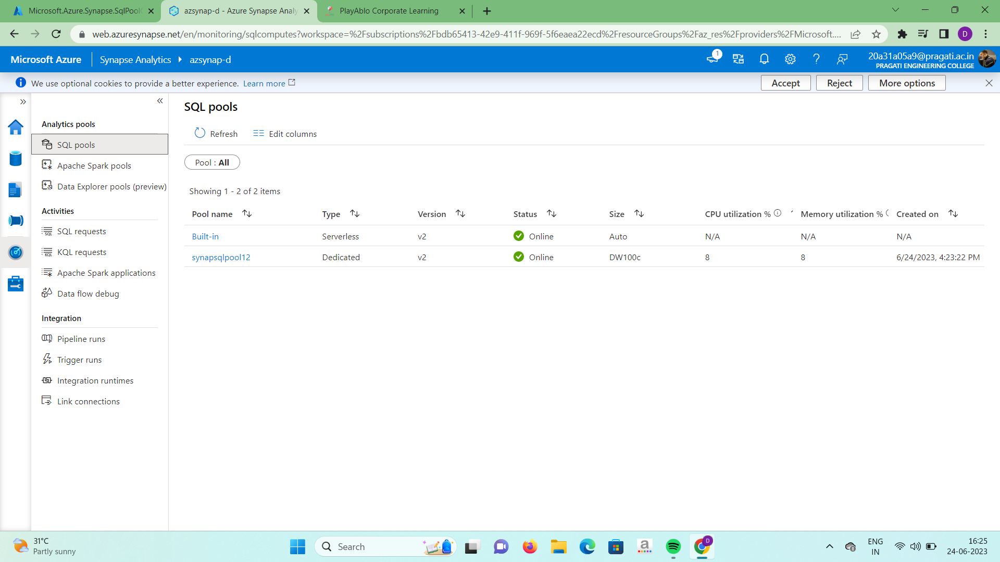 Microsoft.Azure.Synapse.SqlPool
azsynap-d - Azure Synapse Analy
PlayAblo Corporate Learning
web.azuresynapse.net/en/monitoring/sqlcomputes?workspace=%2Fsubscriptions%2Fbdb65413-42e9-411f-969f-5f6eaea22ecd%2FresourceGroups%2Faz_res%2Fproviders%2FMicrosoft....
D
Microsoft Azure
Synapse Analytics
azsynap-d
1
20a31a05a9@pragati.ac.in
PRAGATI ENGINEERING COLLEGE
We use optional cookies to provide a better experience. Learn more
Accept
Reject
More options
Analytics pools
SQL pools
Apache Spark pools
Data Explorer pools (preview)
Activities
SQL requests
KQL requests
Apache Spark applications
Data flow debug
Integration
Pipeline runs
Trigger runs
Integration runtimes
Link connections
SQL pools
Refresh
Edit columns
Pool : All
Showing 1 - 2 of 2 items
Pool name Type Version Status Size CPU utilization % Memory utilization % Created on
Built-in Serverless v2 Online Auto N/A N/A N/A
synapsqlpool12 Dedicated v2 Online DW100c 8 8 6/24/2023, 4:23:22 PM
31°C
Partly sunny
Search
a
D
ENG
IN
16:25
24-06-2023